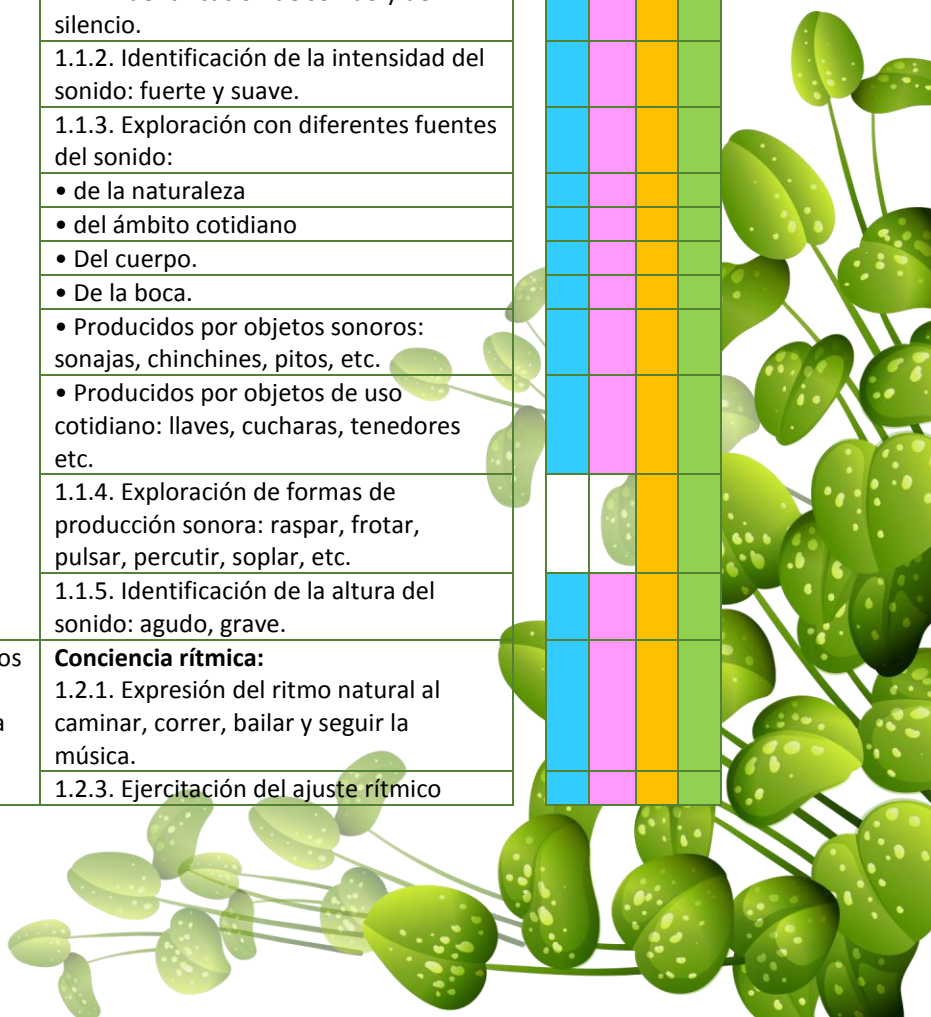 silencio.
1.1.2. Identificación de la intensidad del
sonido: fuerte y suave.
1.1.3. Exploración con diferentes fuentes
del sonido:
• de la naturaleza
• del ámbito cotidiano
• Del cuerpo.
• De la boca.
• Producidos por objetos sonoros:
sonajas, chinchines, pitos, etc.
• Producidos por objetos de uso
cotidiano: llaves, cucharas, tenedores
etc.
1.1.4. Exploración de formas de
producción sonora: raspar, frotar,
pulsar, percutir, soplar, etc.
1.1.5. Identificación de la altura del
sonido: agudo, grave.
Conciencia rítmica:
1.2.1. Expresión del ritmo natural al
caminar, correr, bailar y seguir la
música.
1.2.3. Ejercitación del ajuste rítmico